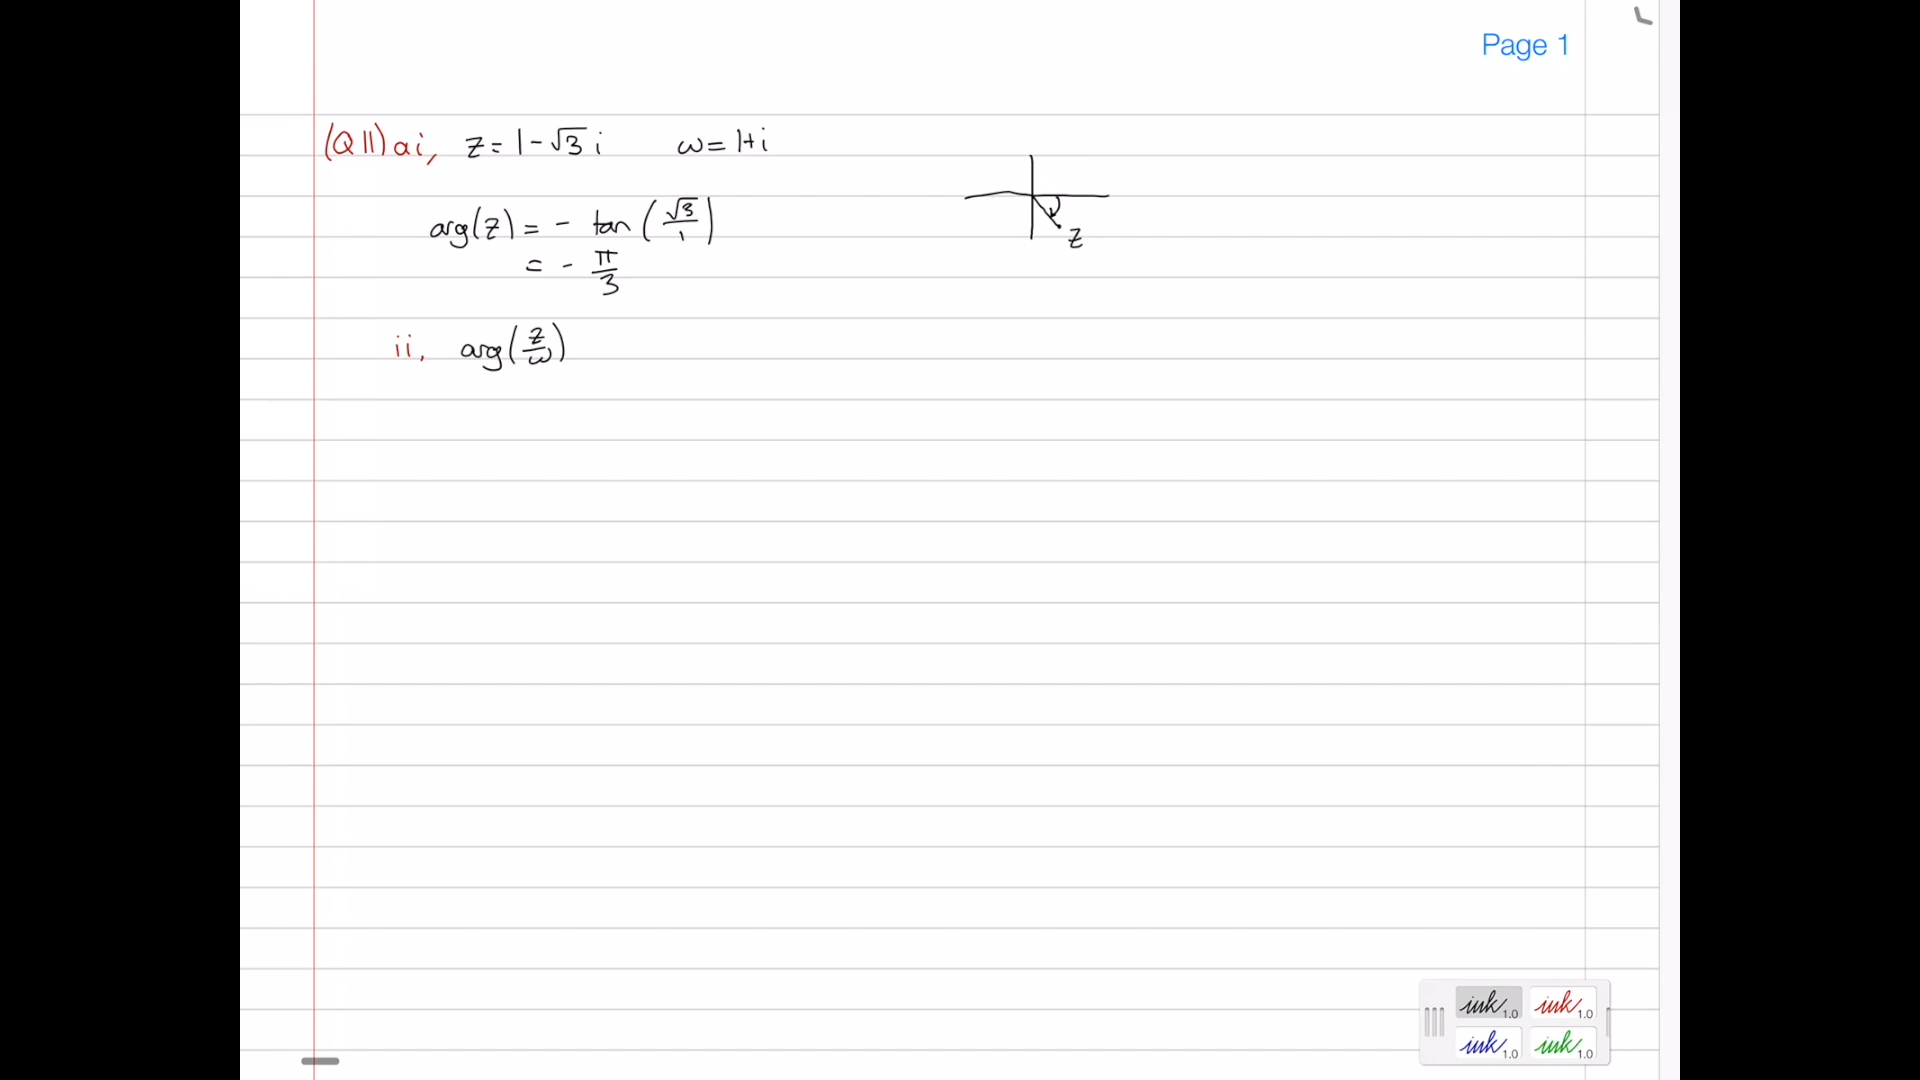 Page 1
(Q11) a i, z = 1 - √3 i ω = 1+i
arg(z) = - tan (√3/1)
= - π/3
z
ii, arg(z/ω)
ink 1.0 ink 1.0
ink 1.0 ink 1.0